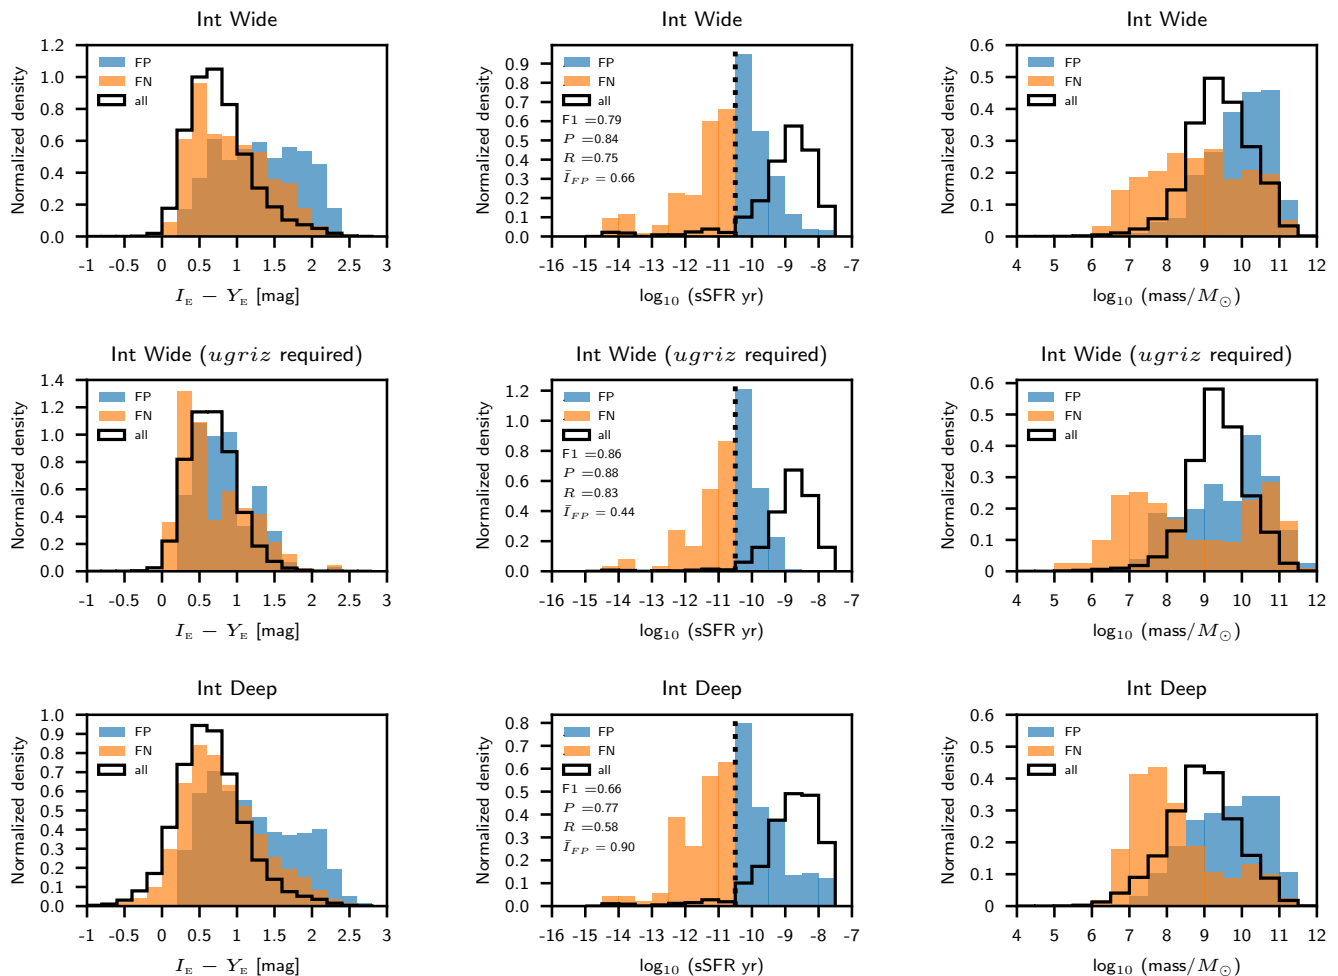 Int Wide
Normalized density
1.2
1.0
0.8
0.6
0.4
0.2
0.0
FP
FN
all
-1 -0.5 0 0.5 1 1.5 2 2.5 3
I_E − Y_E [mag]
Int Wide
Normalized density
0.9
0.8
0.7
0.6
0.5
0.4
0.3
0.2
0.1
0.0
FP
FN
all
F1 =0.79
P =0.84
R =0.75
Ī_FP = 0.66
-16 -15 -14 -13 -12 -11 -10 -9 -8 -7
log₁₀ (sSFR yr)
Int Wide
Normalized density
0.6
0.5
0.4
0.3
0.2
0.1
0
FP
FN
all
4 5 6 7 8 9 10 11 12
log₁₀ (mass/M☉)
Int Wide (ugriz required)
Normalized density
1.4
1.2
1.0
0.8
0.6
0.4
0.2
0.0
FP
FN
all
-1 -0.5 0 0.5 1 1.5 2 2.5 3
I_E − Y_E [mag]
Int Wide (ugriz required)
Normalized density
1.2
1.0
0.8
0.6
0.4
0.2
0.0
FP
FN
all
F1 =0.86
P =0.88
R =0.83
Ī_FP = 0.44
-16 -15 -14 -13 -12 -11 -10 -9 -8 -7
log₁₀ (sSFR yr)
Int Wide (ugriz required)
Normalized density
0.6
0.5
0.4
0.3
0.2
0.1
0
FP
FN
all
4 5 6 7 8 9 10 11 12
log₁₀ (mass/M☉)
Int Deep
Normalized density
1.0
0.9
0.8
0.7
0.6
0.5
0.4
0.3
0.2
0.1
0.0
FP
FN
all
-1 -0.5 0 0.5 1 1.5 2 2.5 3
I_E − Y_E [mag]
Int Deep
Normalized density
0.8
0.7
0.6
0.5
0.4
0.3
0.2
0.1
0.0
FP
FN
all
F1 =0.66
P =0.77
R =0.58
Ī_FP = 0.90
-16 -15 -14 -13 -12 -11 -10 -9 -8 -7
log₁₀ (sSFR yr)
Int Deep
Normalized density
0.6
0.5
0.4
0.3
0.2
0.1
0
FP
FN
all
4 5 6 7 8 9 10 11 12
log₁₀ (mass/M☉)